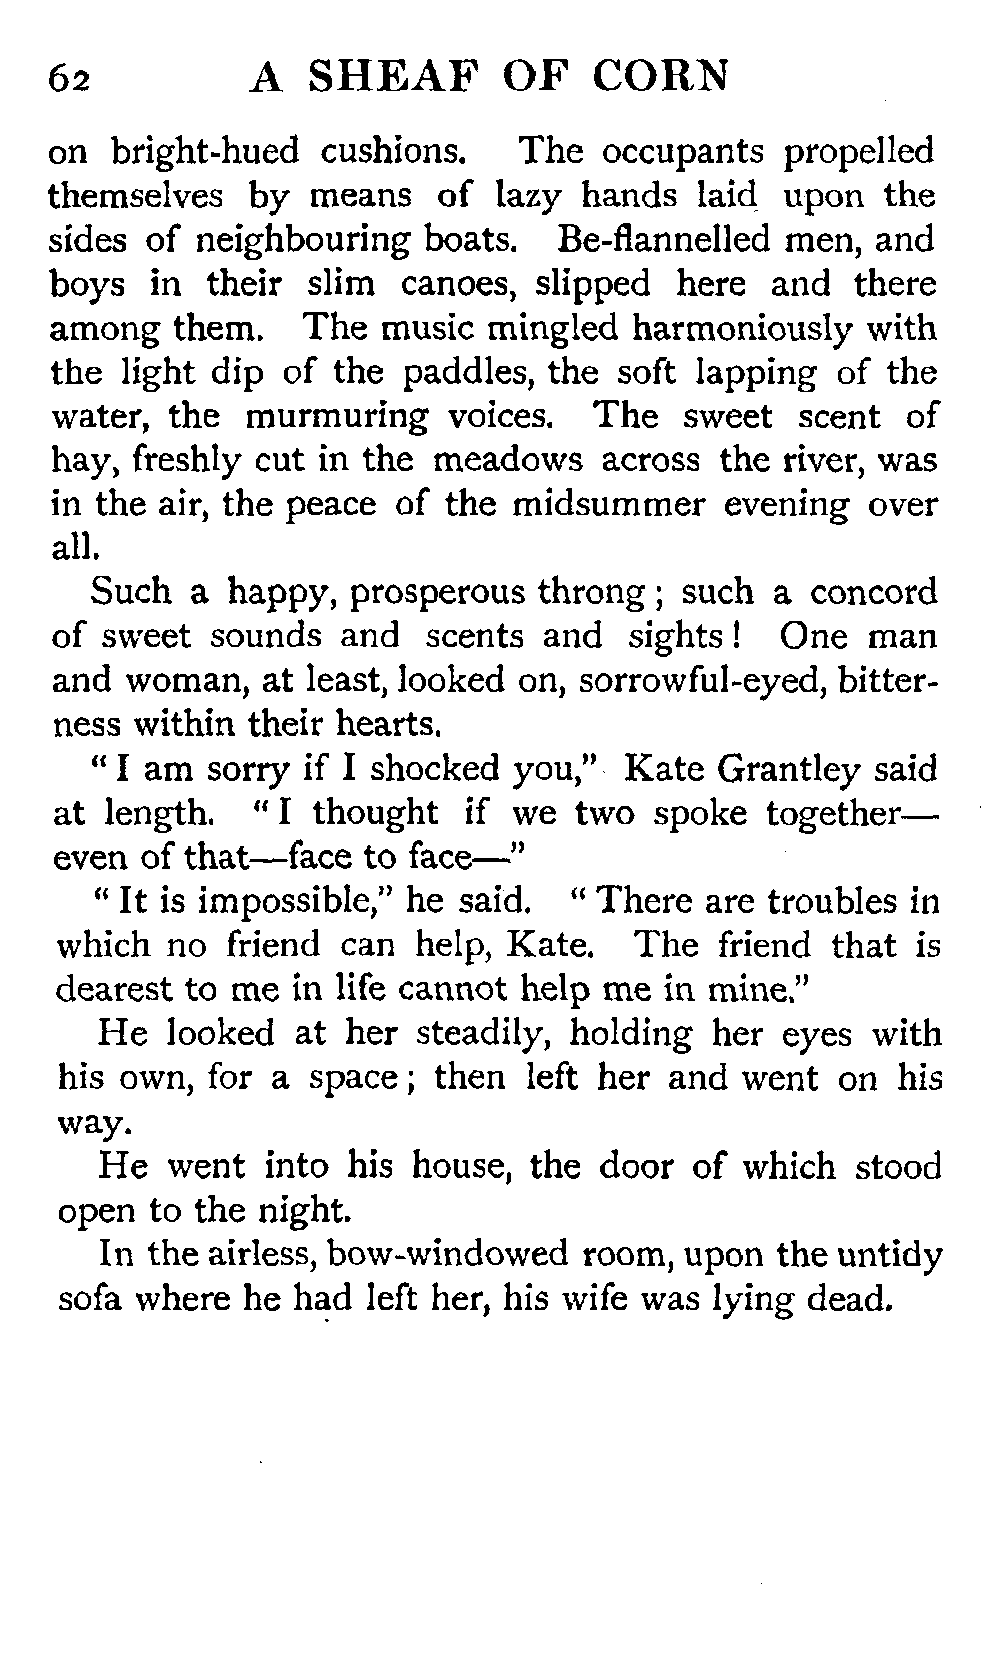 62 A SHEAF OF CORN
on bright-hued cushions. The occupants propelled
themselves by means of lazy hands laid upon the
sides of neighbouring boats. Be-flannelled men, and
boys in their slim canoes, slipped here and there
among them. The music mingled harmoniously with
the light dip of the paddles, the soft lapping of the
water, the murmuring voices. The sweet scent of
hay, freshly cut in the meadows across the river, was
in the air, the peace of the midsummer evening over
all.
Such a happy, prosperous throng ; such a concord
of sweet sounds and scents and sights ! One man
and woman, at least, looked on, sorrowful-eyed, bitter-
ness within their hearts.
“ I am sorry if I shocked you,” Kate Grantley said
at length. “ I thought if we two spoke together—
even of that—face to face—”
“ It is impossible,” he said. “ There are troubles in
which no friend can help, Kate. The friend that is
dearest to me in life cannot help me in mine.”
He looked at her steadily, holding her eyes with
his own, for a space ; then left her and went on his
way.
He went into his house, the door of which stood
open to the night.
In the airless, bow-windowed room, upon the untidy
sofa where he had left her, his wife was lying dead.